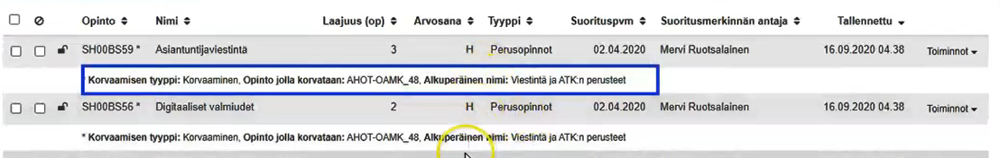 Opinto Nimi Laajuus (op) Arvosana Tyyppi Suorituspvm Suoritusmerkinnän antaja Tallennettu
SH00BS59 * Asiantuntijaviestintä 3 H Perusopinnot 02.04.2020 Mervi Ruotsalainen 16.09.2020 04.38 Toiminnot
* Korvaamisen tyyppi: Korvaaminen, Opinto jolla korvataan: AHOT-OAMK_48, Alkuperäinen nimi: Viestintä ja ATK:n perusteet
SH00BS56 * Digitaaliset valmiudet 2 H Perusopinnot 02.04.2020 Mervi Ruotsalainen 16.09.2020 04.38 Toiminnot
* Korvaamisen tyyppi: Korvaaminen, Opinto jolla korvataan: AHOT-OAMK_48, Alkuperäinen nimi: Viestintä ja ATK:n perusteet